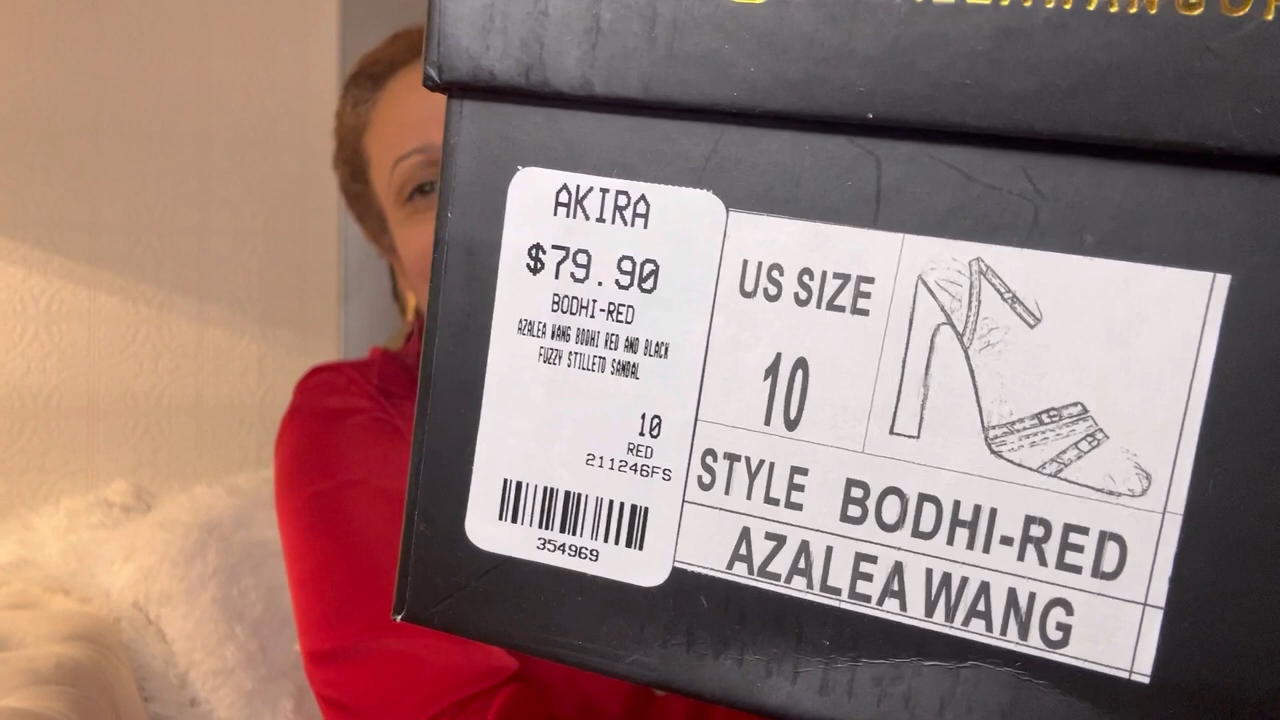 AKIRA
$79.90
BODHI-RED
AZALEA WANG BODHI RED AND BLACK
FUZZY STILLETO SANDAL
10
RED
211246FS
354969
US SIZE
10
STYLE BODHI-RED
AZALEA WANG